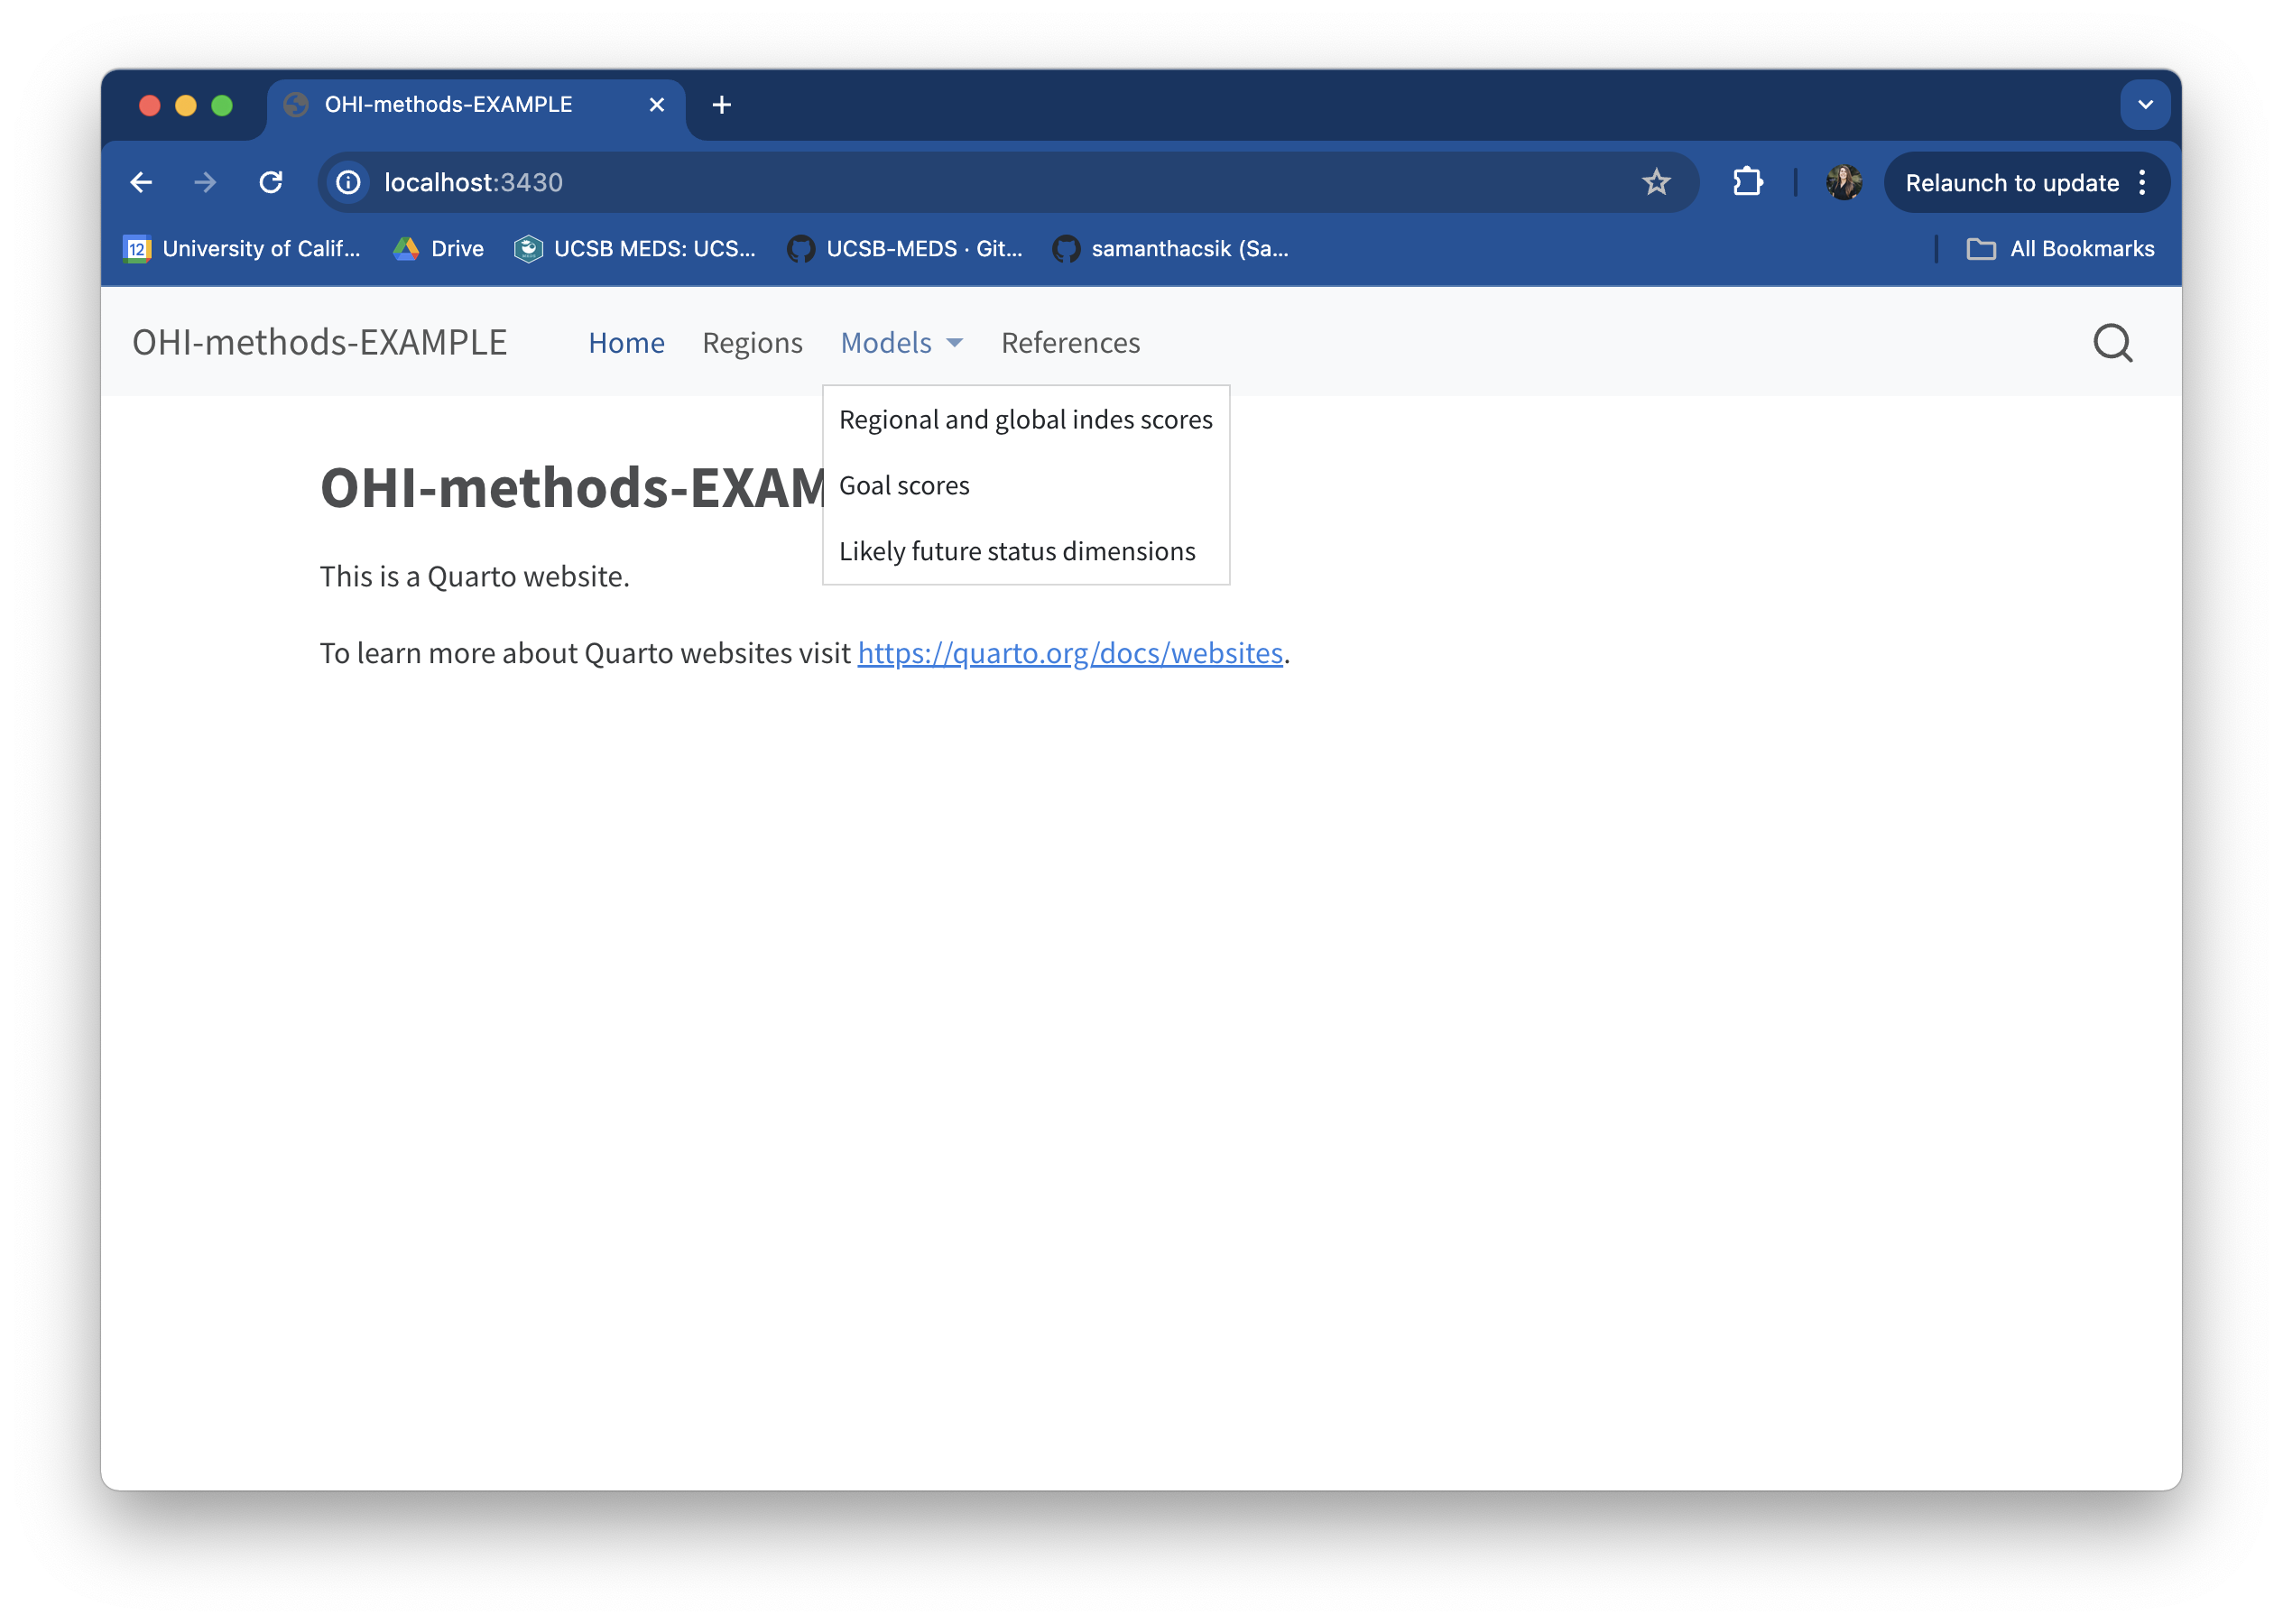 OHI-methods-EXAMPLE
localhost:3430
Relaunch to update
12 University of Calif...
Drive
UCSB MEDS: UCS...
UCSB-MEDS · Git...
samanthacsik (Sa...
All Bookmarks
OHI-methods-EXAMPLE
Home
Regions
Models
References
Regional and global indes scores
Goal scores
Likely future status dimensions
OHI-methods-EXAM
This is a Quarto website.
To learn more about Quarto websites visit https://quarto.org/docs/websites.